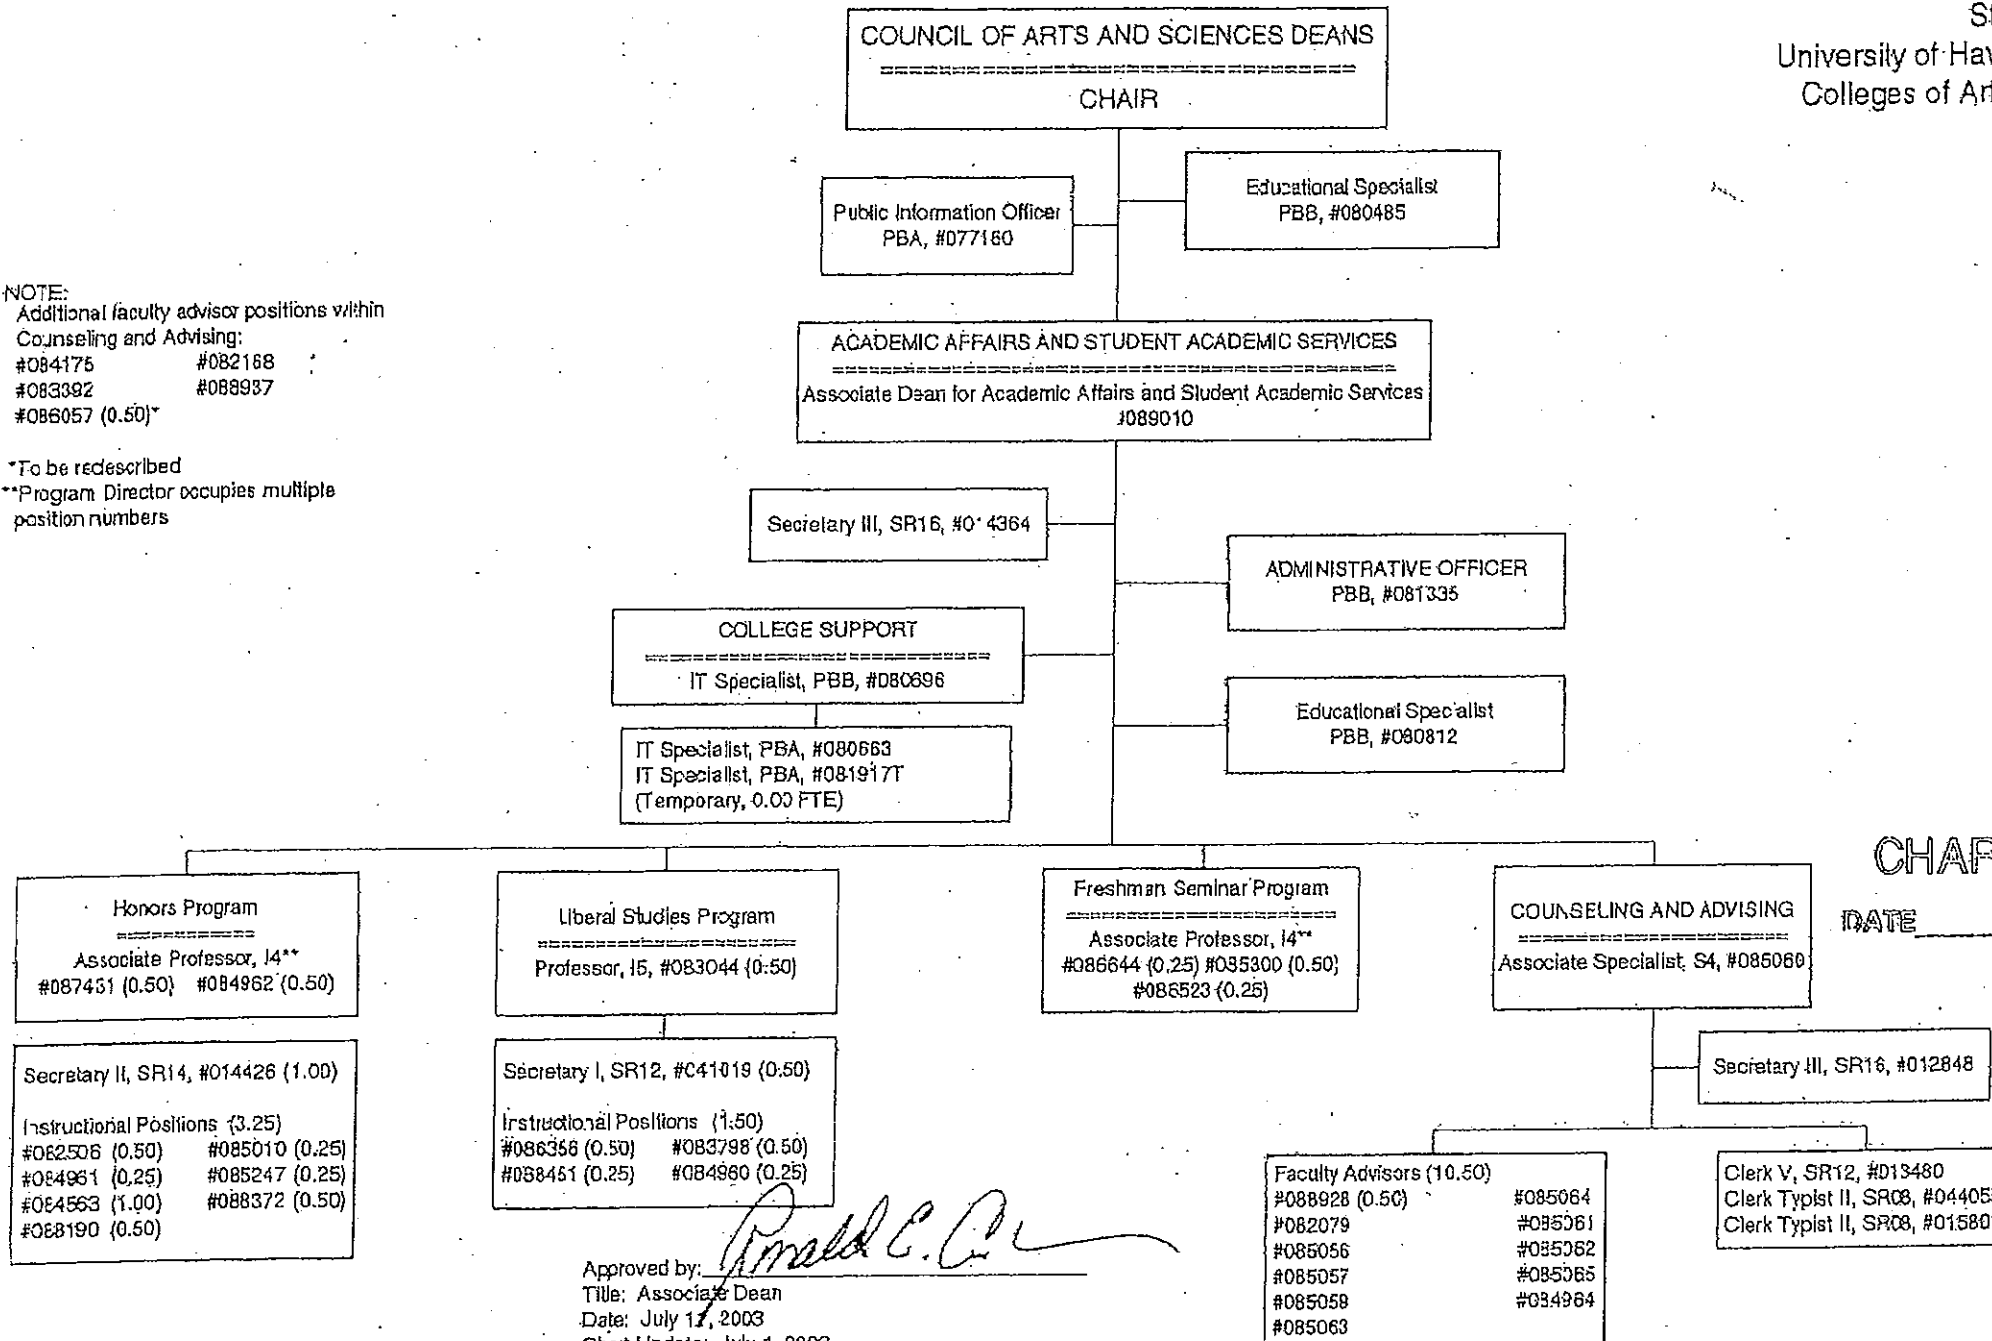 COUNCIL OF ARTS AND SCIENCES DEANS
CHAIR
University of
Colleges of
Public Information Officer
PBA, #077160
Educational Specialist
PBB, #080485
NOTE:
Additional faculty advisor positions within
Counseling and Advising:
#084175 #082168
#083392 #088937
#086057 (0.50)*
*To be redescribed
**Program Director occupies multiple
position numbers
ACADEMIC AFFAIRS AND STUDENT ACADEMIC SERVICES
Associate Dean for Academic Affairs and Student Academic Services
089010
Secretary III, SR16,
ADMINISTRATIVE OFFICER
PBB, #081335
COLLEGE SUPPORT
IT Specialist, PBB, #080696
Educational Specialist
PBB, #080812
IT Specialist, PBA, #080663
IT Specialist, PBA, #081917T
(Temporary, 0.00 FTE)
Honors Program
Associate Professor, I4**
#087431 (0.50) #084962 (0.50)
Secretary II, SR14, #014426 (1.00)
Instructional Positions (3.25)
#082506 (0.50) #085010 (0.25)
#084961 (0.25) #085247 (0.25)
#084563 (1.00) #088372 (0.50)
#088190 (0.50)
Liberal Studies Program
Professor, I5, #083044 (0.50)
Secretary I, SR12, #041019 (0.50)
Instructional Positions (1.50)
#086356 (0.50) #083798 (0.50)
#088451 (0.25) #084960 (0.25)
Freshman Seminar Program
Associate Professor, I4**
#086644 (0.25) #085300 (0.50)
#086523 (0.25)
COUNSELING AND ADVISING
Associate Specialist, S4, #085060
DATE
Secretary III, SR16, #012848
Faculty Advisors (10.50)
#088928 (0.50) #085064
#082079 #085061
#085056 #085062
#085057 #085065
#085058 #084964
#085063
Clerk V, SR12, #013480
Clerk Typist II, SR08, #04405
Clerk Typist II, SR08, #01580
Approved by: Ronald E.
Title: Associate Dean
Date: July 11, 2003
Chart Update: July 1, 2003